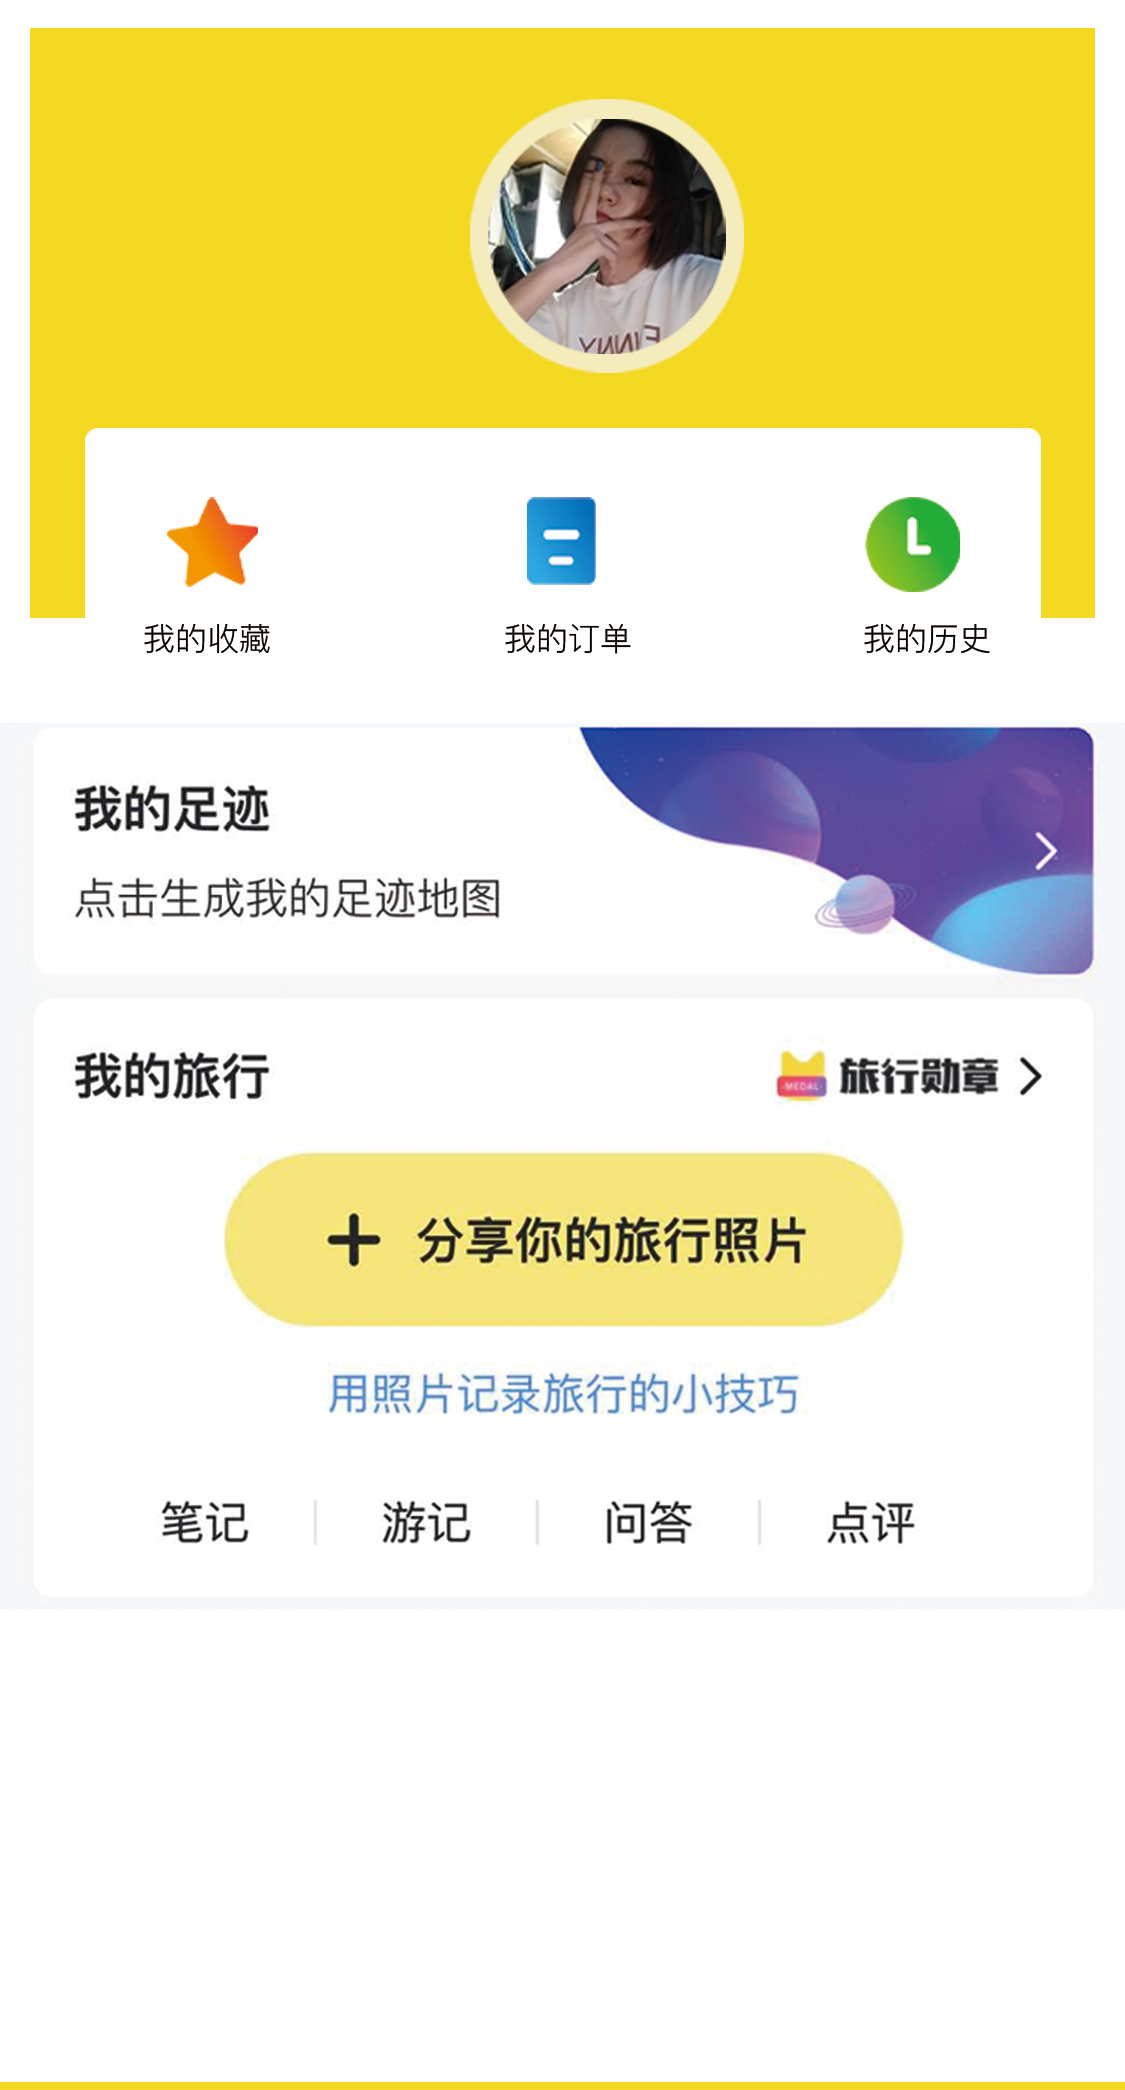 FUNNY
我的收藏 我的订单 我的历史
我的足迹
点击生成我的足迹地图
我的旅行
MEDAL 旅行勋章
分享你的旅行照片
用照片记录旅行的小技巧
笔记 游记 问答 点评